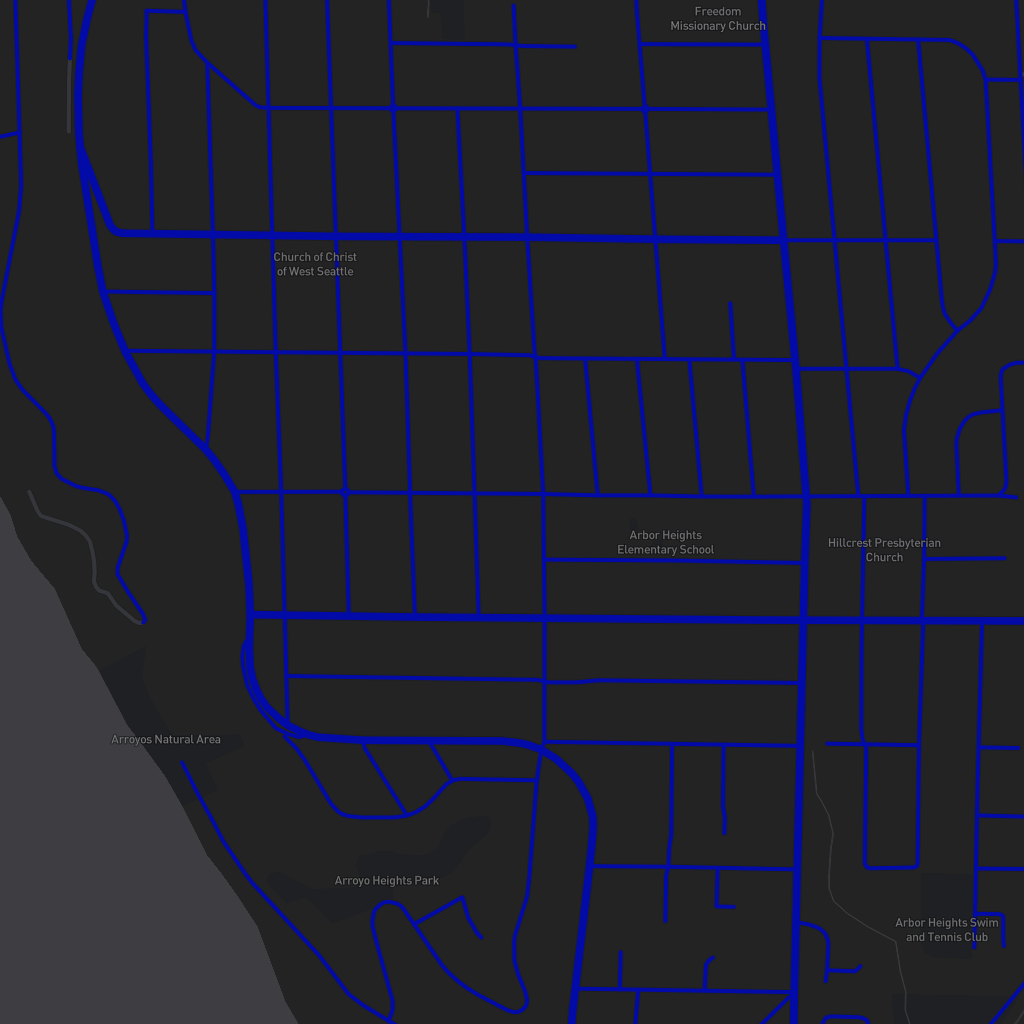 Freedom
Missionary Church
Church of Christ
of West Seattle
Arbor Heights
Elementary School
Hillcrest Presbyterian
Church
Arroyos Natural Area
Arroyo Heights Park
Arbor Heights Swim
and Tennis Club